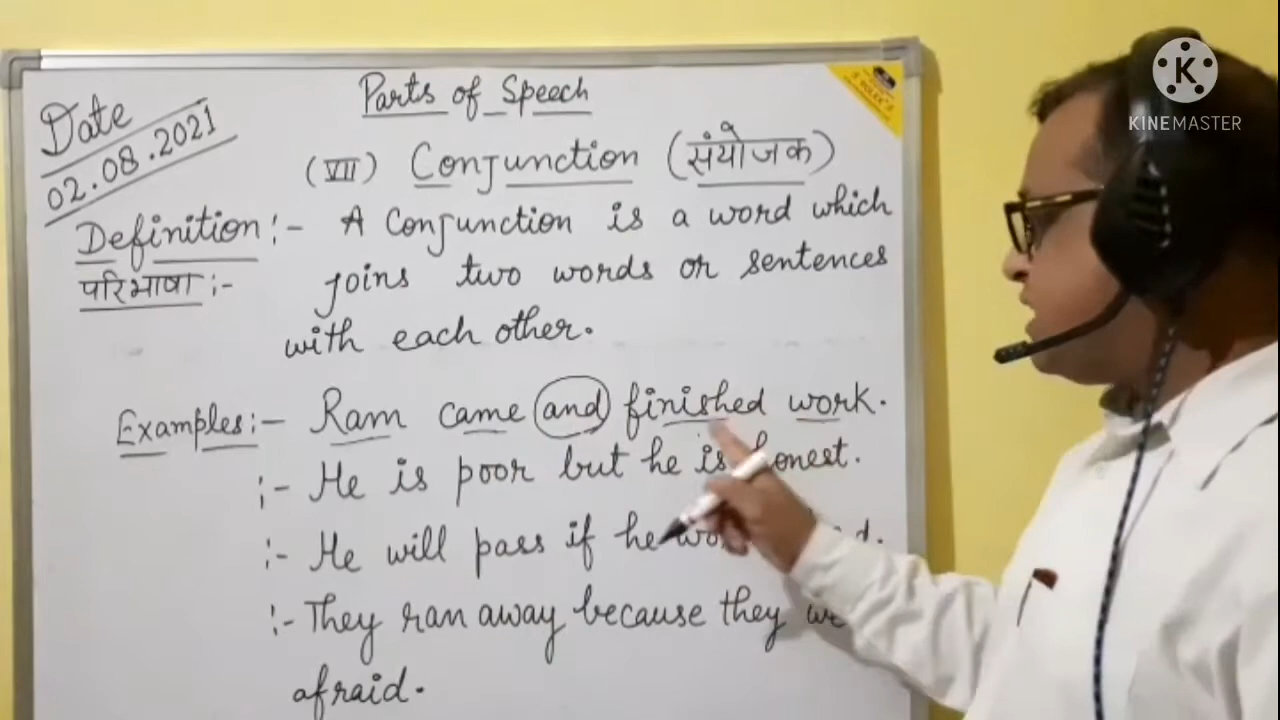 Parts of Speech
Date
02.08.2021
(VII) Conjunction (संयोजक)
Definition :- A Conjunction is a word which
परिभाषा :- joins two words or sentences
with each other.
Examples :- Ram came and finished work.
:- He is poor but he is honest.
:- He will pass if he
:- They ran away because they
afraid.
K
KINEMASTER